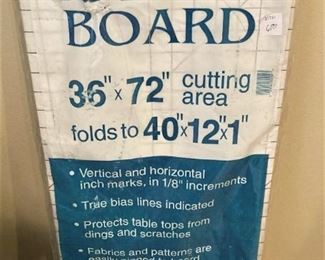 BOARD
36" x 72" cutting
area
folds to 40"x12"x1"
• Vertical and horizontal
inch marks, in 1/8" increments
• True bias lines indicated
• Protects table tops from
dings and scratches
• Fabrics and patterns are